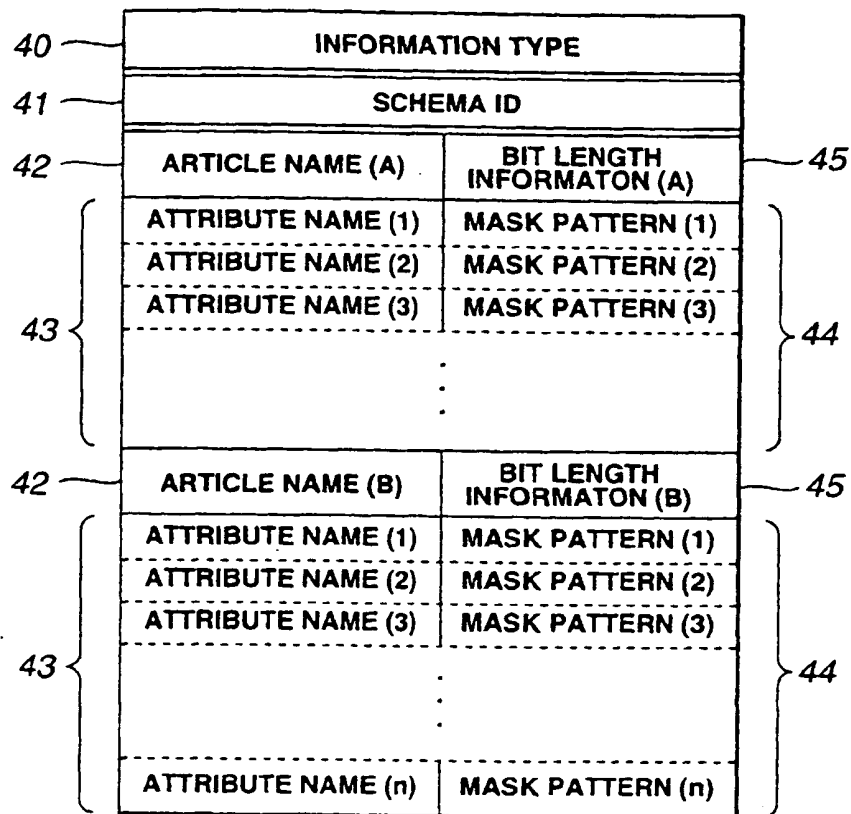 40 INFORMATION TYPE
41 SCHEMA ID
42 ARTICLE NAME (A) BIT LENGTH INFORMATON (A) 45
ATTRIBUTE NAME (1) MASK PATTERN (1)
ATTRIBUTE NAME (2) MASK PATTERN (2)
ATTRIBUTE NAME (3) MASK PATTERN (3)
43 44
42 ARTICLE NAME (B) BIT LENGTH INFORMATON (B) 45
ATTRIBUTE NAME (1) MASK PATTERN (1)
ATTRIBUTE NAME (2) MASK PATTERN (2)
ATTRIBUTE NAME (3) MASK PATTERN (3)
43 44
ATTRIBUTE NAME (n) MASK PATTERN (n)